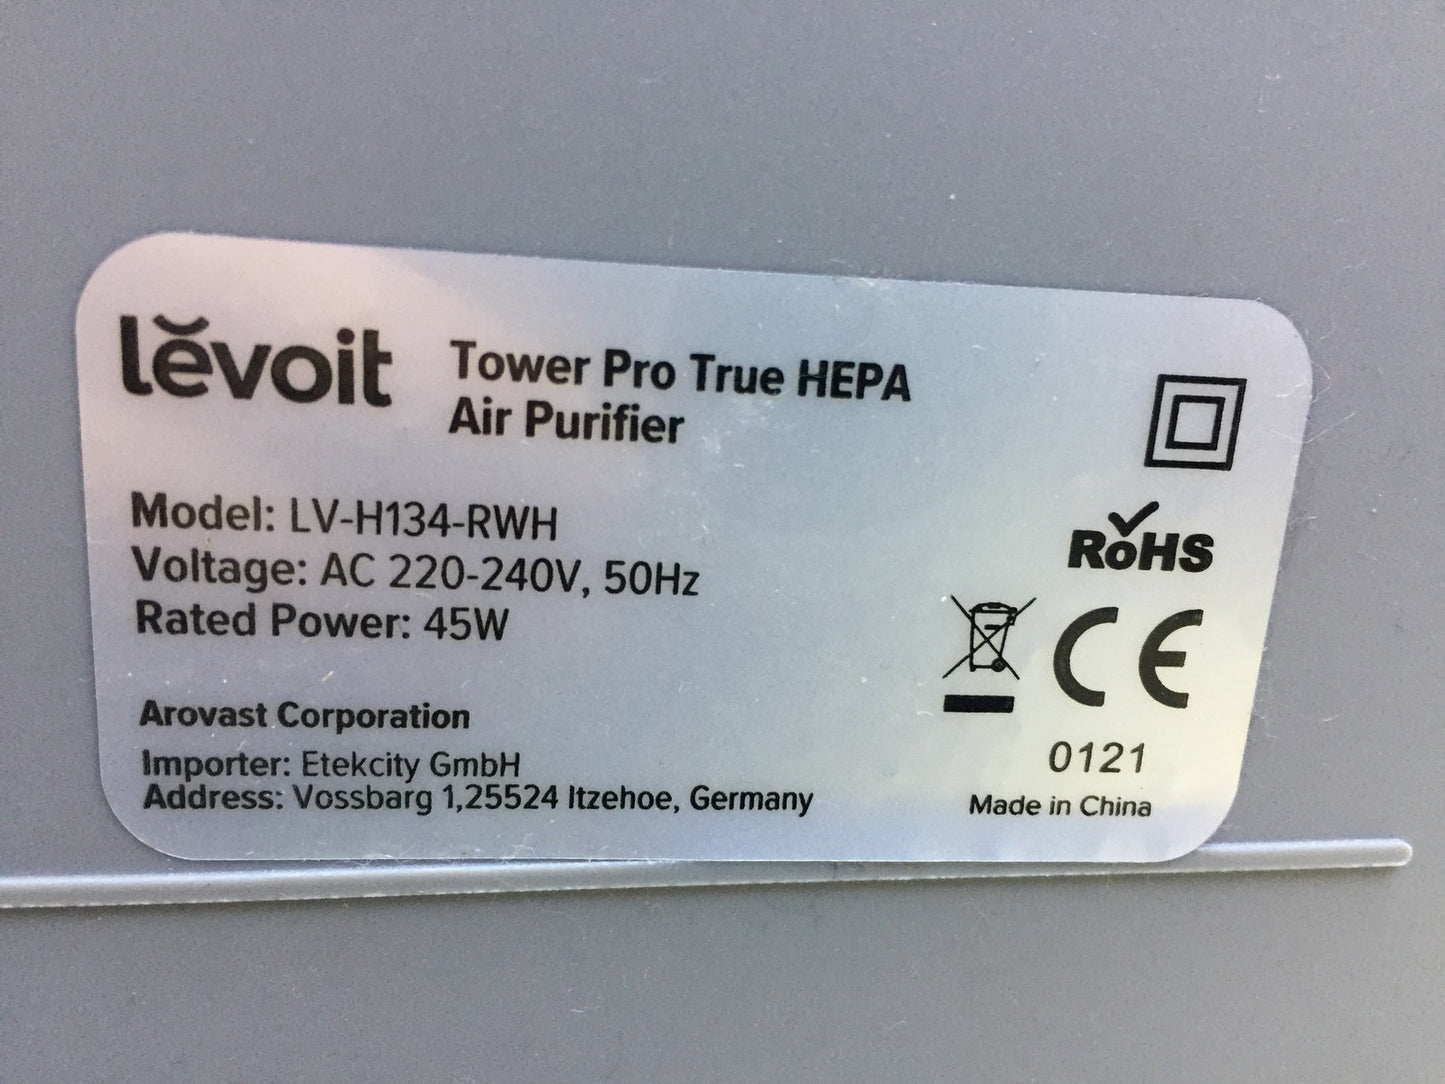 lĕvoit
Tower Pro True HEPA
Air Purifier
Model: LV-H134-RWH
Voltage: AC 220-240V, 50Hz
Rated Power: 45W
RoHS
CE
Arovast Corporation
Importer: Etekcity GmbH
Address: Vossbarg 1,25524 Itzehoe, Germany
0121
Made in China